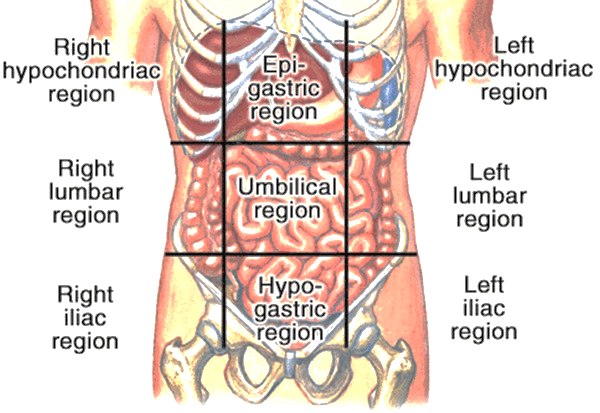 Right
hypochondriac
region
Epi-
gastric
region
Left
hypochondriac
region
Right
lumbar
region
Umbilical
region
Left
lumbar
region
Right
iliac
region
Hypo-
gastric
region
Left
iliac
region